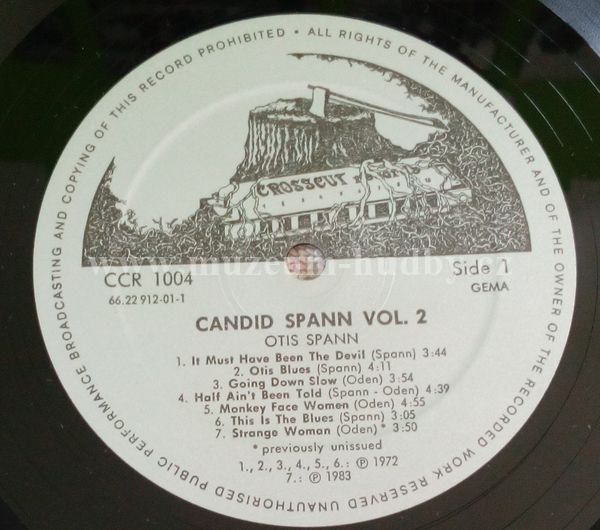 BROADCASTING AND COPYING OF THIS RECORD PROHIBITED • ALL RIGHTS OF THE MANUFACTURER AND OF THE OWNER OF THE RECORDED WORK RESERVED UNAUTHORISED PUBLIC PERFORMANCE
CROSSCUT
www.muzeum-hudby.cz
CCR 1004
Side 1
66.22 912-01-1
GEMA
CANDID SPANN VOL. 2
OTIS SPANN
1. It Must Have Been The Devil (Spann) 3:44
2. Otis Blues (Spann) 4:11
3. Going Down Slow (Oden) 3:54
4. Half Ain't Been Told (Spann - Oden) 4:39
5. Monkey Face Women (Oden) 4:55
6. This Is The Blues (Spann) 3:05
7. Strange Woman (Oden) * 3:50
* previously unissued
1., 2., 3., 4., 5., 6.: ℗ 1972
7.: ℗ 1983